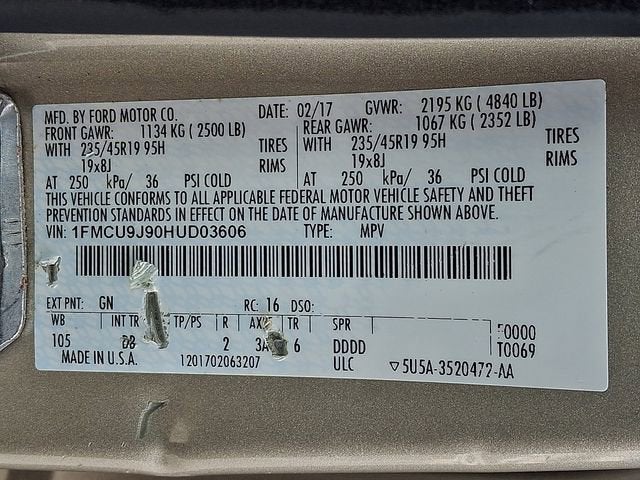 MFD. BY FORD MOTOR CO. DATE: 02/17 GVWR: 2195 KG ( 4840 LB)
FRONT GAWR: 1134 KG ( 2500 LB) REAR GAWR: 1067 KG ( 2352 LB)
WITH 235/45R19 95H TIRES WITH 235/45R19 95H TIRES
19x8J RIMS 19x8J RIMS
AT 250 kPa/ 36 PSI COLD AT 250 kPa/ 36 PSI COLD
THIS VEHICLE CONFORMS TO ALL APPLICABLE FEDERAL MOTOR VEHICLE SAFETY AND THEFT
PREVENTION STANDARDS IN EFFECT ON THE DATE OF MANUFACTURE SHOWN ABOVE.
VIN: 1FMCU9J90HUD03606 TYPE: MPV
EXT PNT: GN RC: 16 DSO:
WB INT TR TP/PS R TR SPR
F0000
105 2 6 DDDD T0069
MADE IN U.S.A. 1201702063207 ULC ▽5U5A-3520472-AA